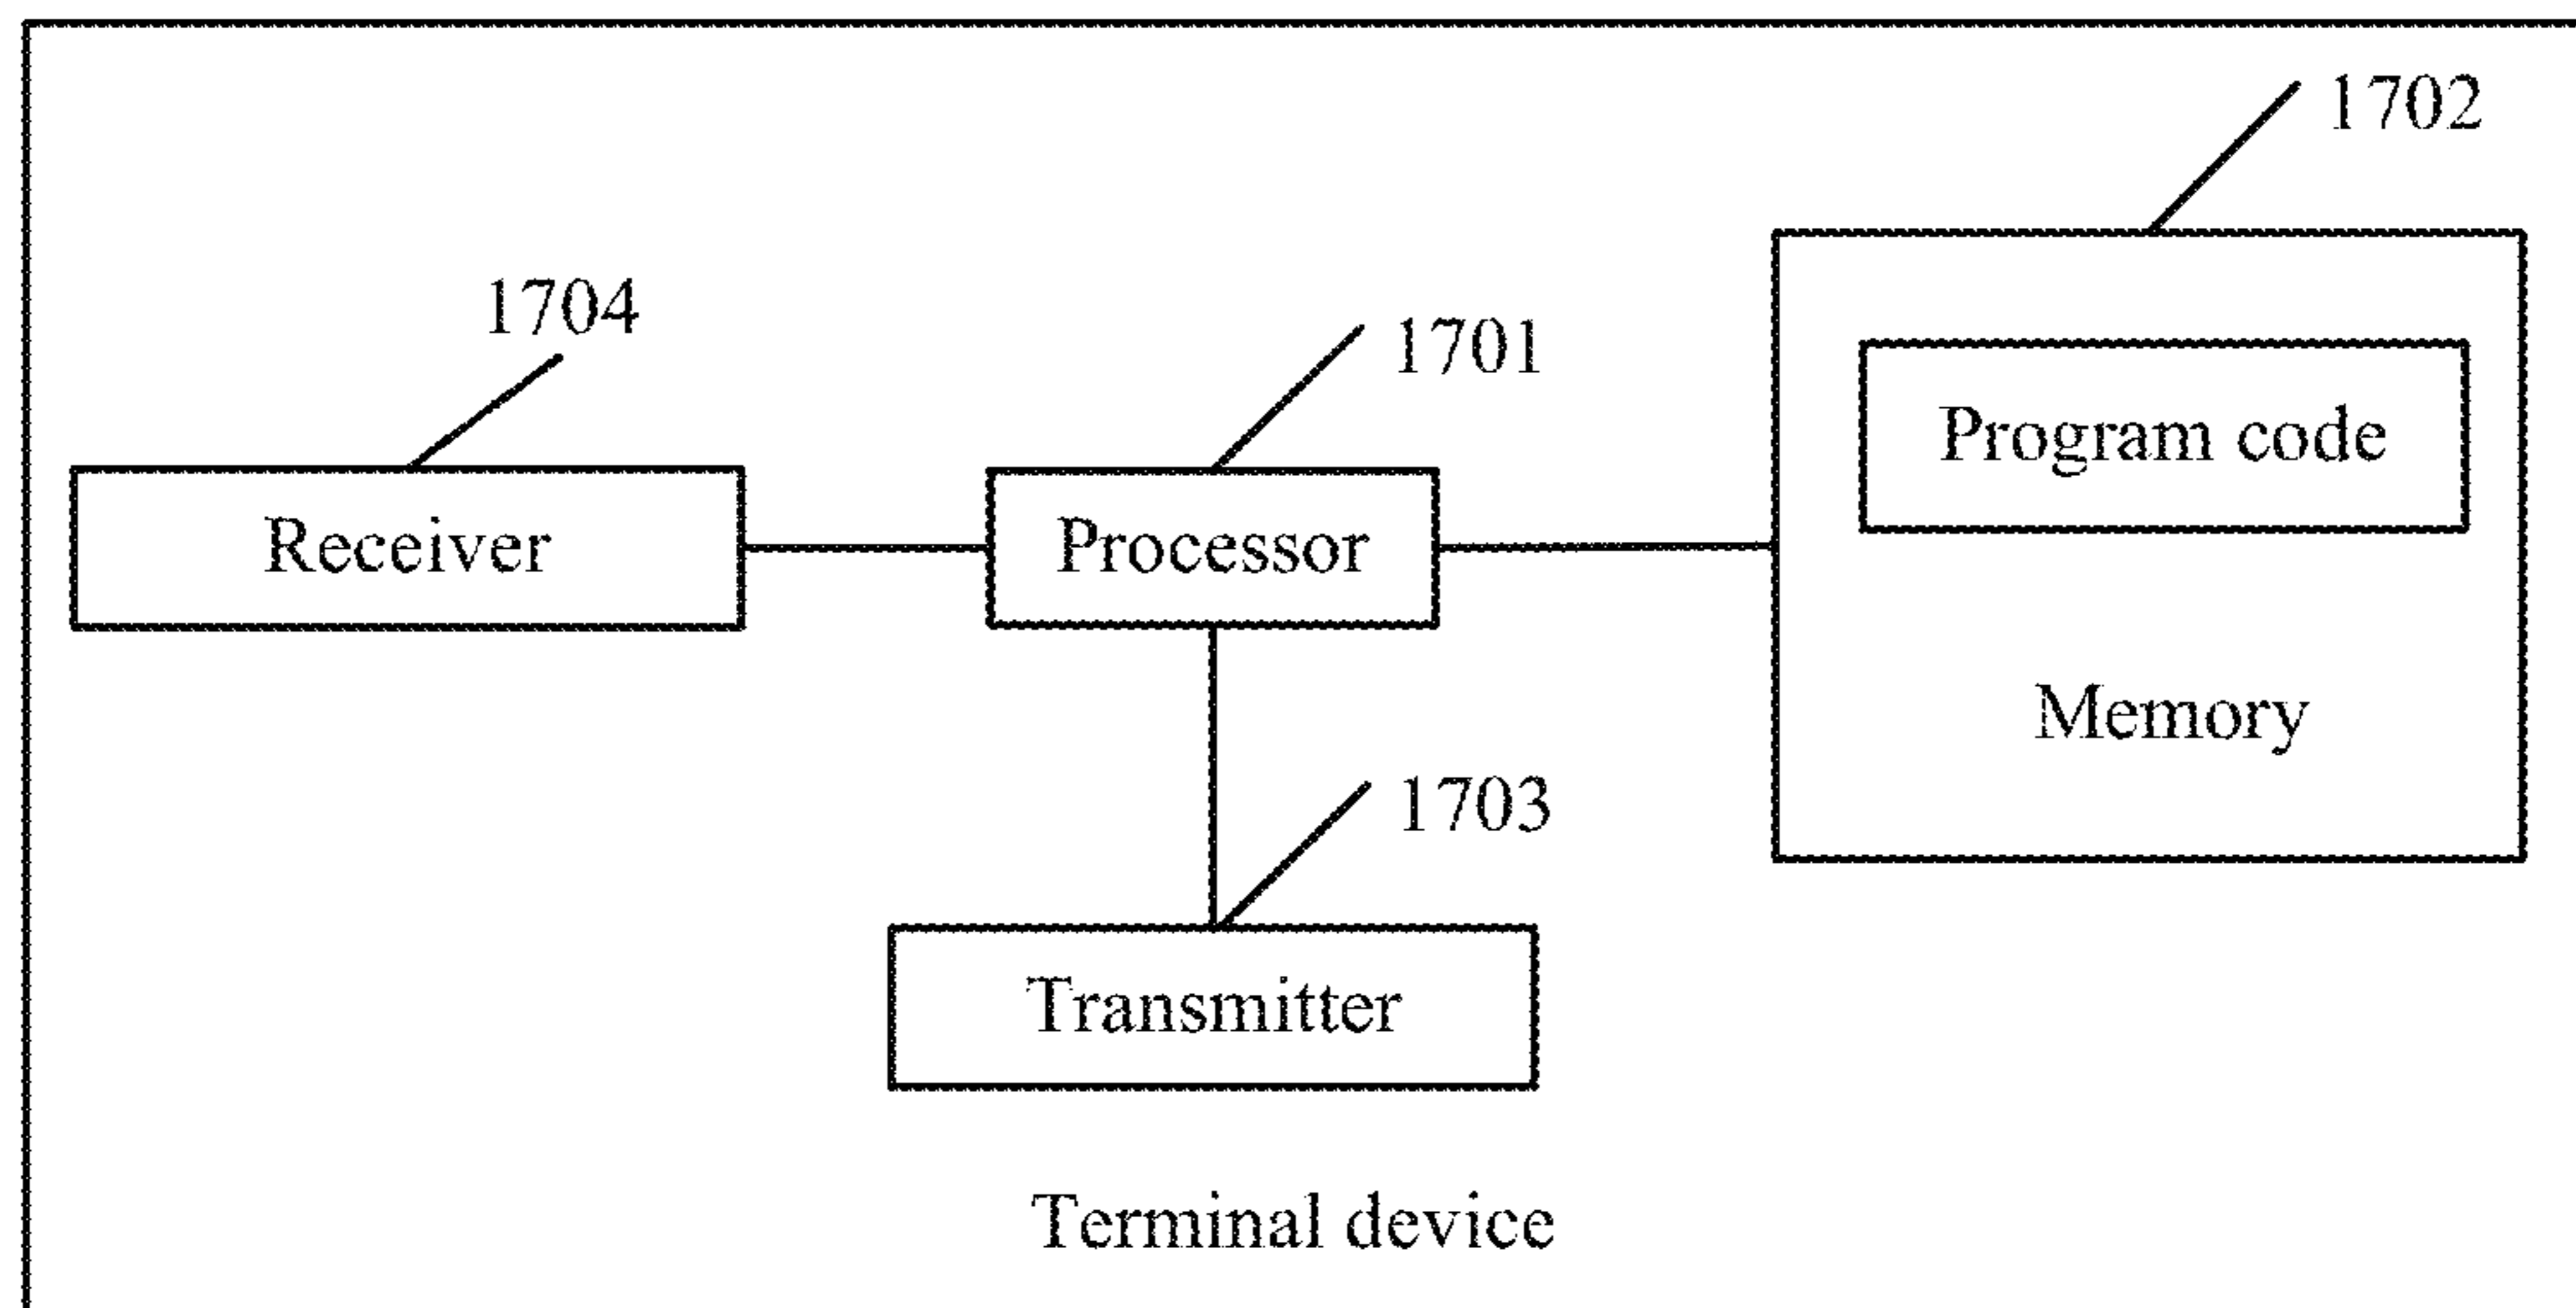 1702
1704
1701
Program code
Receiver
Processor
Memory
1703
Transmitter
Terminal device